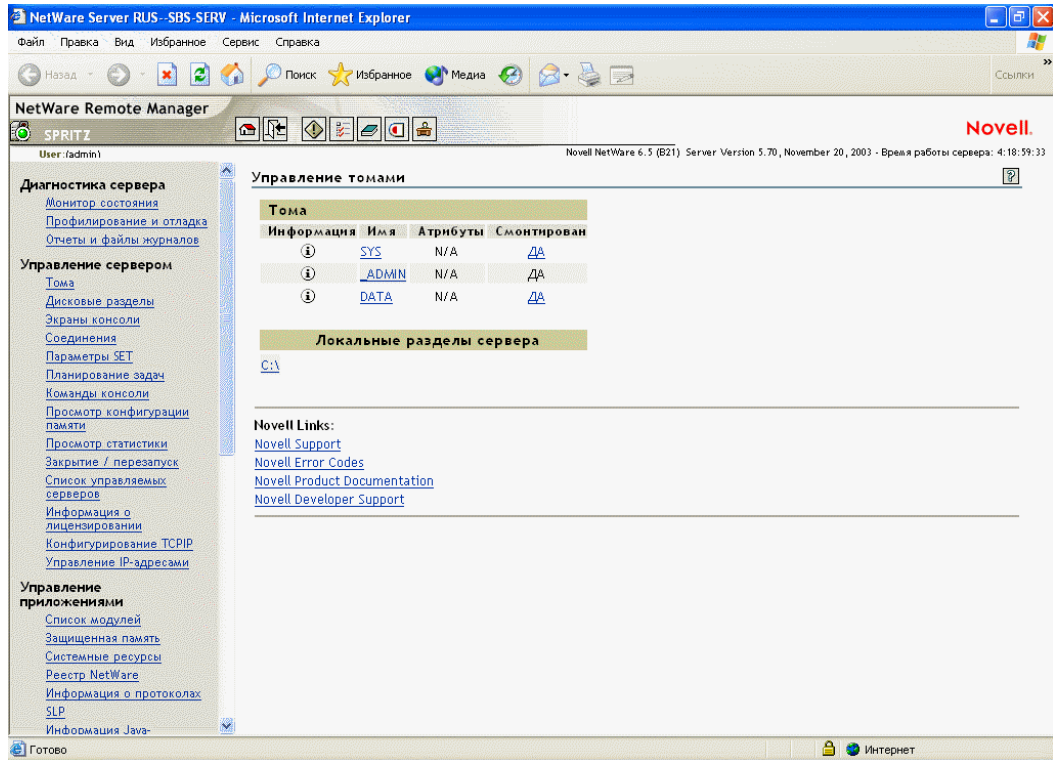 NetWare Server RUS--SBS-SERV - Microsoft Internet Explorer
Файл Правка Вид Избранное Сервис Справка
Назад Поиск Избранное Медиа Ссылки
NetWare Remote Manager
SPRITZ
Novell.
User:(admin)
Novell NetWare 6.5 (B21) Server Version 5.70, November 20, 2003 - Время работы сервера: 4:18:59:33
Диагностика сервера
Монитор состояния
Профилирование и отладка
Отчеты и файлы журналов
Управление сервером
Тома
Дисковые разделы
Экраны консоли
Соединения
Параметры SET
Планирование задач
Команды консоли
Просмотр конфигурации
памяти
Просмотр статистики
Закрытие / перезапуск
Список управляемых
серверов
Информация о
лицензировании
Конфигурирование TCPIP
Управление IP-адресами
Управление
приложениями
Список модулей
Защищенная память
Системные ресурсы
Реестр NetWare
Информация о протоколах
SLP
Информация Java-
Управление томами
Тома
Информация Имя Атрибуты Смонтирован
SYS N/A ДА
_ADMIN N/A ДА
DATA N/A ДА
Локальные разделы сервера
C:\
Novell Links:
Novell Support
Novell Error Codes
Novell Product Documentation
Novell Developer Support
Готово
Интернет